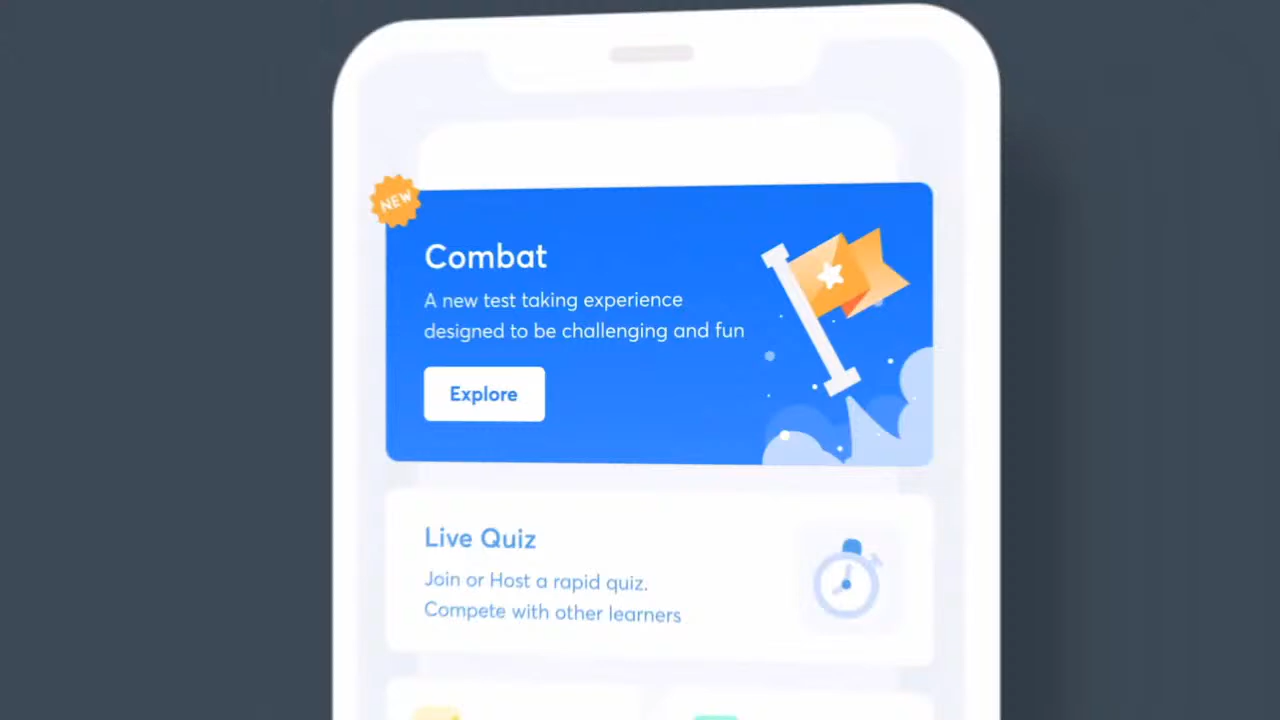 NEW
Combat
A new test taking experience
designed to be challenging and fun
Explore
Live Quiz
Join or Host a rapid quiz.
Compete with other learners